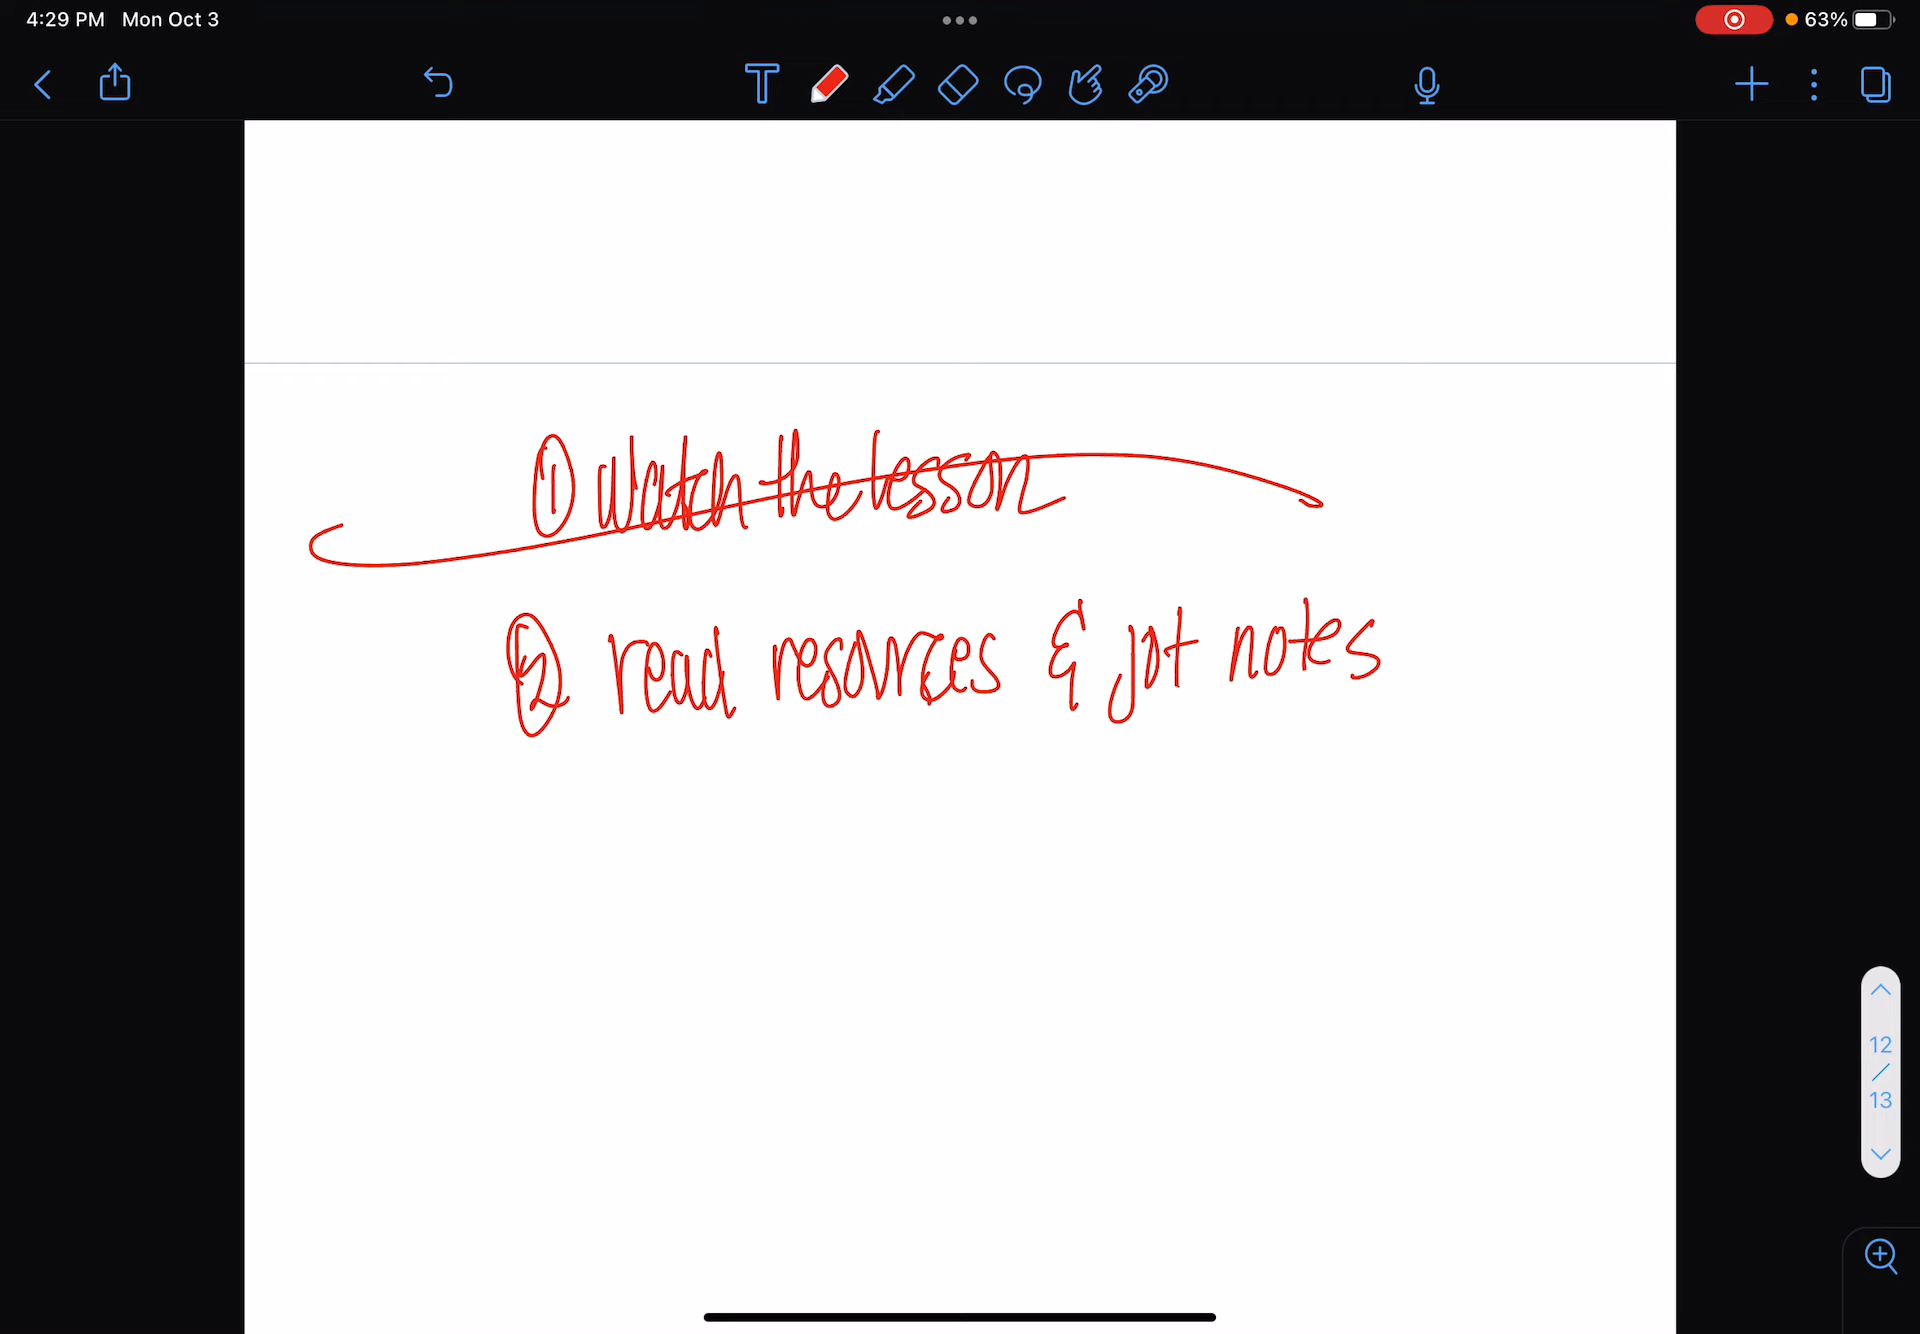 4:29 PM Mon Oct 3
63%
① Watch the lesson
② read resources & jot notes
12
/
13